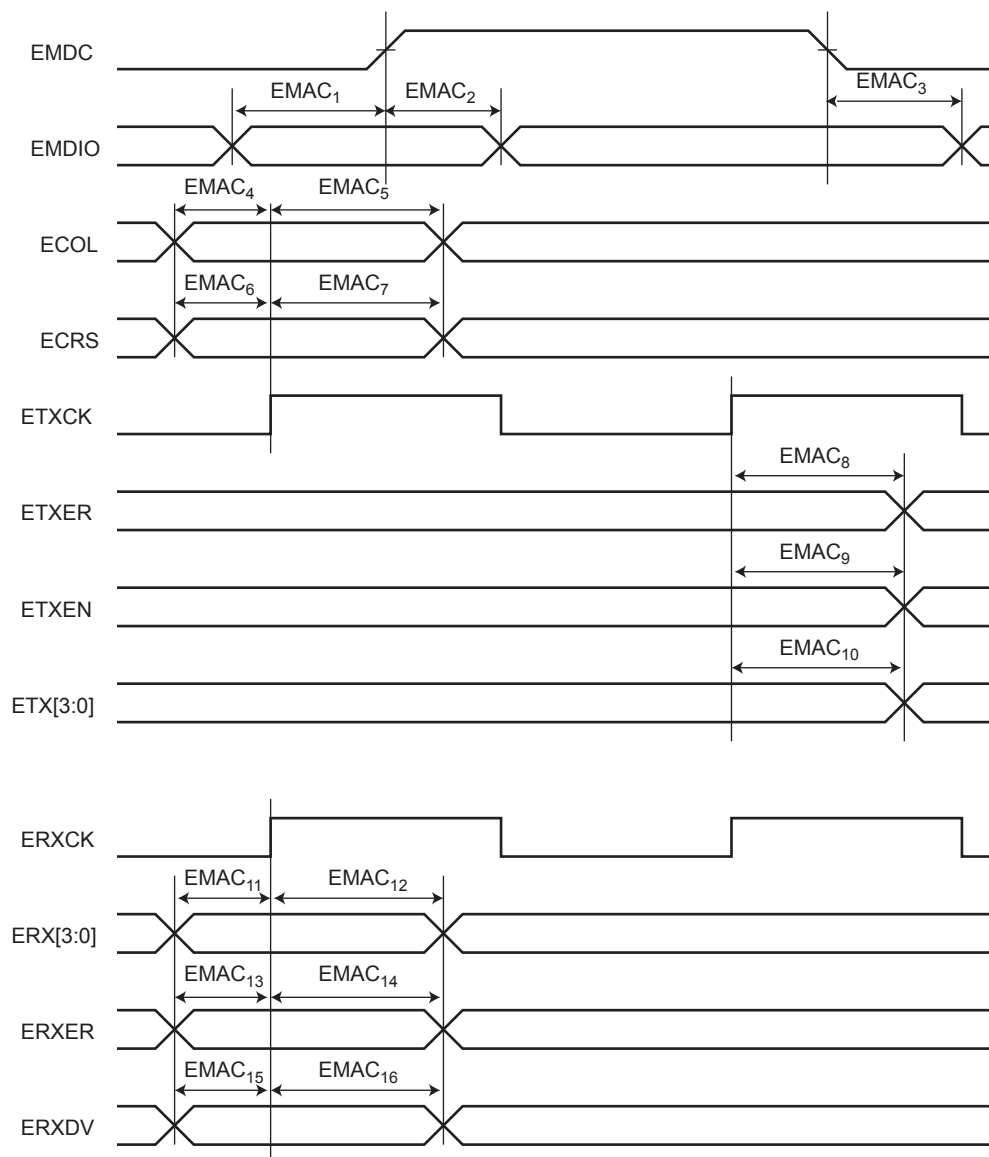 EMDC
EMAC₁ EMAC₂ EMAC₃
EMDIO
EMAC₄ EMAC₅
ECOL
EMAC₆ EMAC₇
ECRS
ETXCK
EMAC₈
ETXER
EMAC₉
ETXEN
EMAC₁₀
ETX[3:0]
ERXCK
EMAC₁₁ EMAC₁₂
ERX[3:0]
EMAC₁₃ EMAC₁₄
ERXER
EMAC₁₅ EMAC₁₆
ERXDV